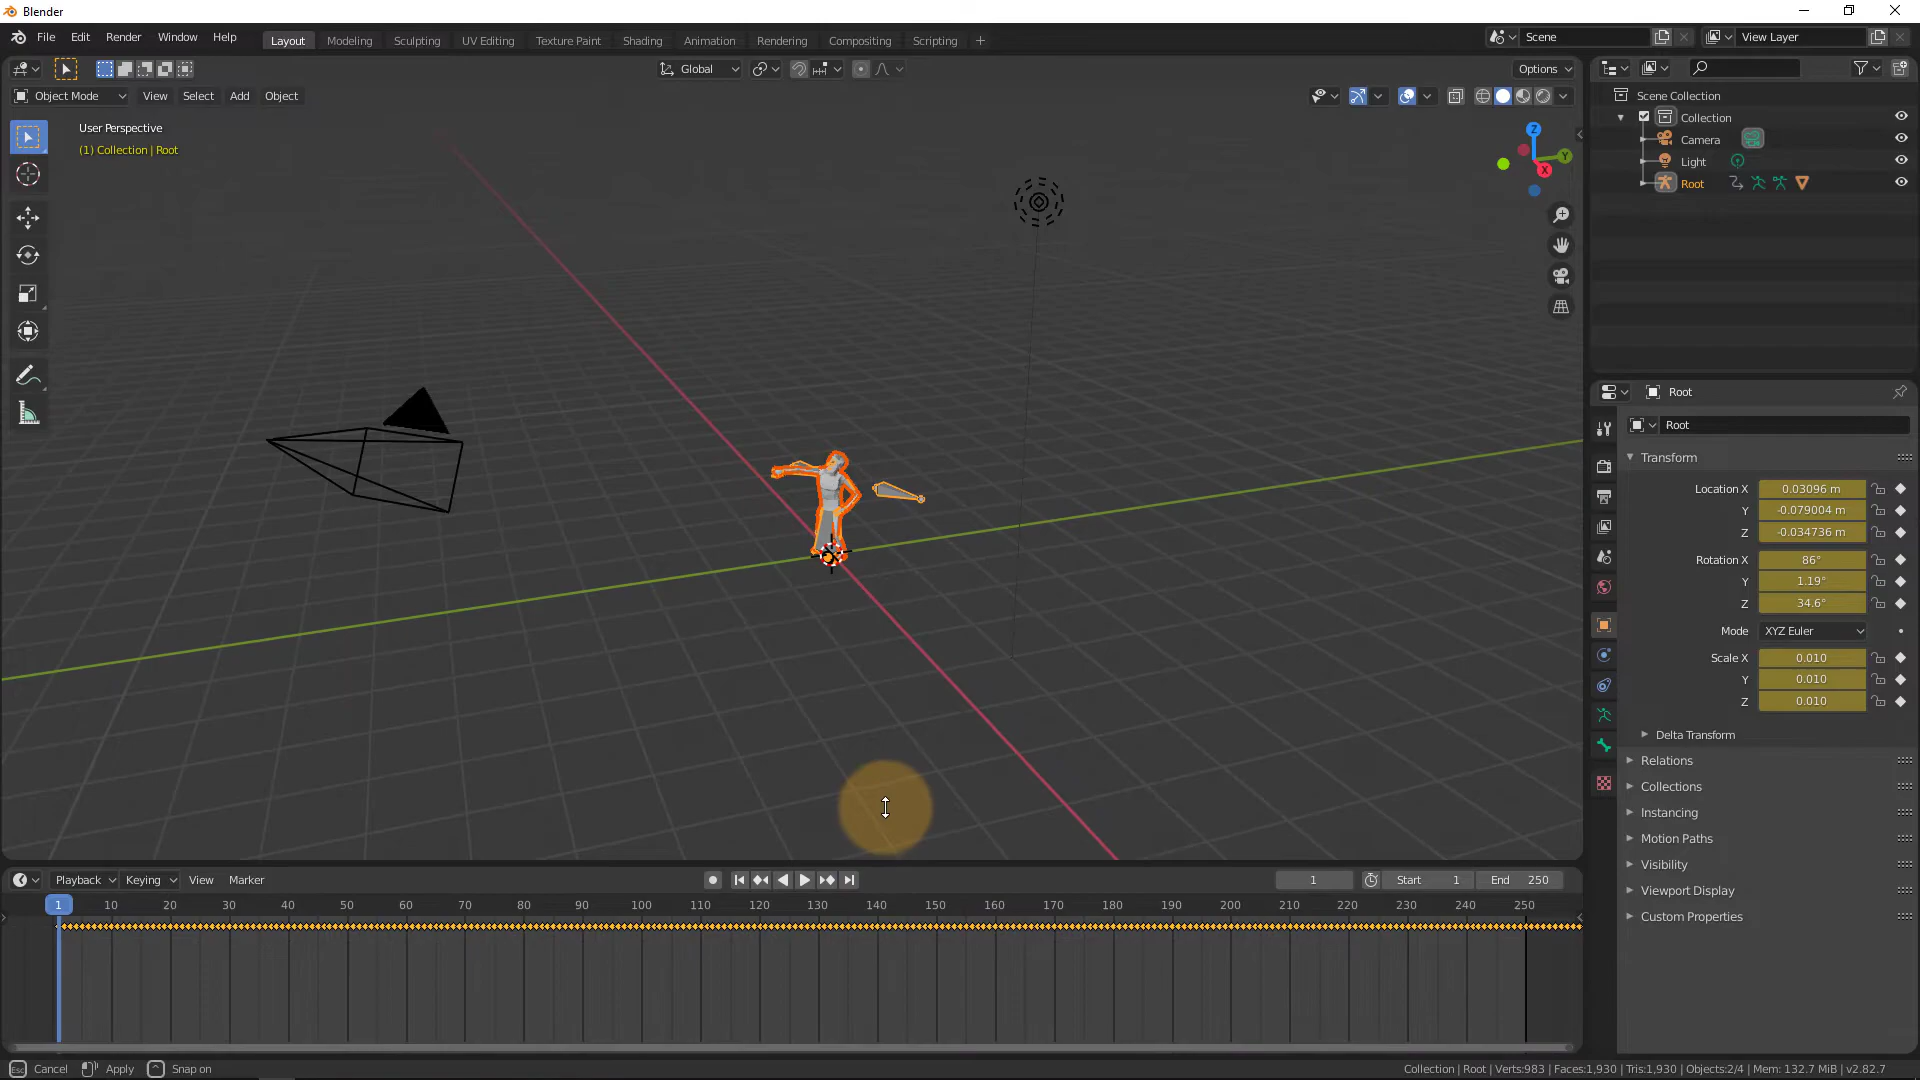 Blender
File Edit Render Window Help
Layout Modeling Sculpting UV Editing Texture Paint Shading Animation Rendering Compositing Scripting +
Scene
View Layer
Global
Options
Object Mode View Select Add Object
User Perspective
(1) Collection | Root
Z
Y
X
Scene Collection
Collection
Camera
Light
Root
Root
Root
Transform
Location X 0.03096 m
Y -0.079004 m
Z -0.034736 m
Rotation X 86°
Y 1.19°
Z 34.6°
Mode XYZ Euler
Scale X 0.010
Y 0.010
Z 0.010
Delta Transform
Relations
Collections
Instancing
Motion Paths
Visibility
Viewport Display
Custom Properties
Playback Keying View Marker
1 Start 1 End 250
1 10 20 30 40 50 60 70 80 90 100 110 120 130 140 150 160 170 180 190 200 210 220 230 240 250
Esc Cancel Apply Snap on
Collection | Root | Verts:983 | Faces:1,930 | Tris:1,930 | Objects:2/4 | Mem: 132.7 MiB | v2.82.7